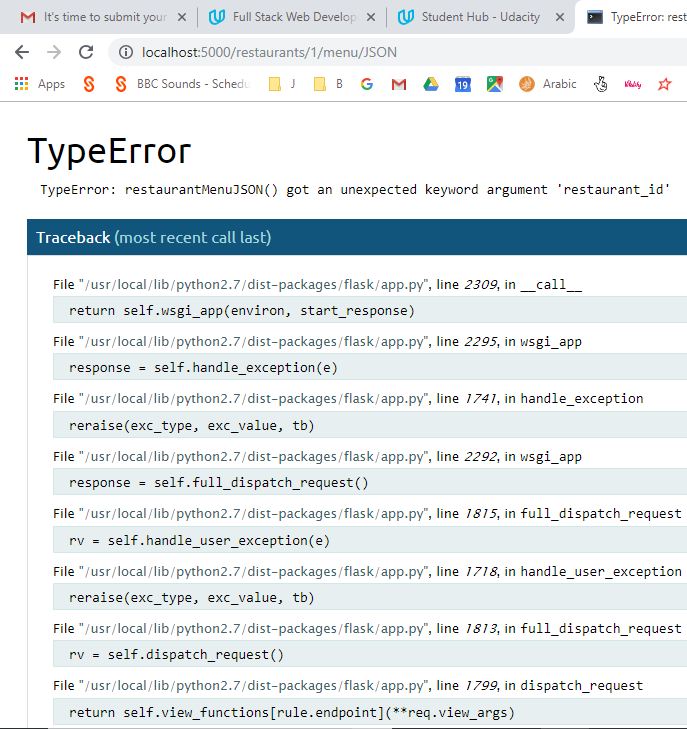 It's time to submit your
Full Stack Web Develop
Student Hub - Udacity
TypeError: rest
localhost:5000/restaurants/1/menu/JSON
Apps
BBC Sounds - Schedu
J
B
19
Arabic
TypeError
TypeError: restaurantMenuJSON() got an unexpected keyword argument 'restaurant_id'
Traceback (most recent call last)
File "/usr/local/lib/python2.7/dist-packages/flask/app.py", line 2309, in __call__
return self.wsgi_app(environ, start_response)
File "/usr/local/lib/python2.7/dist-packages/flask/app.py", line 2295, in wsgi_app
response = self.handle_exception(e)
File "/usr/local/lib/python2.7/dist-packages/flask/app.py", line 1741, in handle_exception
reraise(exc_type, exc_value, tb)
File "/usr/local/lib/python2.7/dist-packages/flask/app.py", line 2292, in wsgi_app
response = self.full_dispatch_request()
File "/usr/local/lib/python2.7/dist-packages/flask/app.py", line 1815, in full_dispatch_request
rv = self.handle_user_exception(e)
File "/usr/local/lib/python2.7/dist-packages/flask/app.py", line 1718, in handle_user_exception
reraise(exc_type, exc_value, tb)
File "/usr/local/lib/python2.7/dist-packages/flask/app.py", line 1813, in full_dispatch_request
rv = self.dispatch_request()
File "/usr/local/lib/python2.7/dist-packages/flask/app.py", line 1799, in dispatch_request
return self.view_functions[rule.endpoint](**req.view_args)